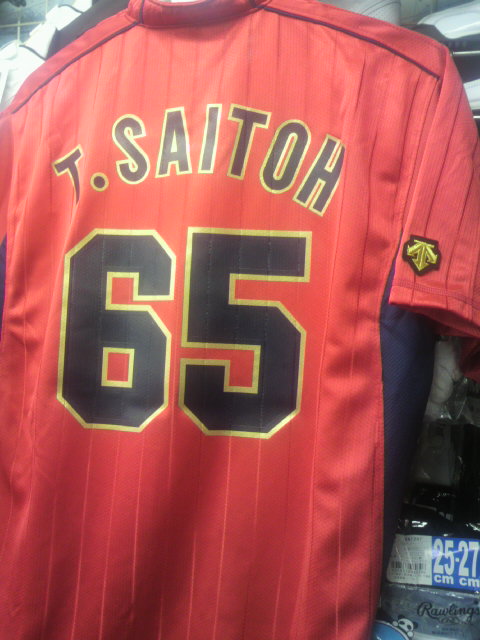 T. SAITOH
65
25-27
cm cm
Rawlings